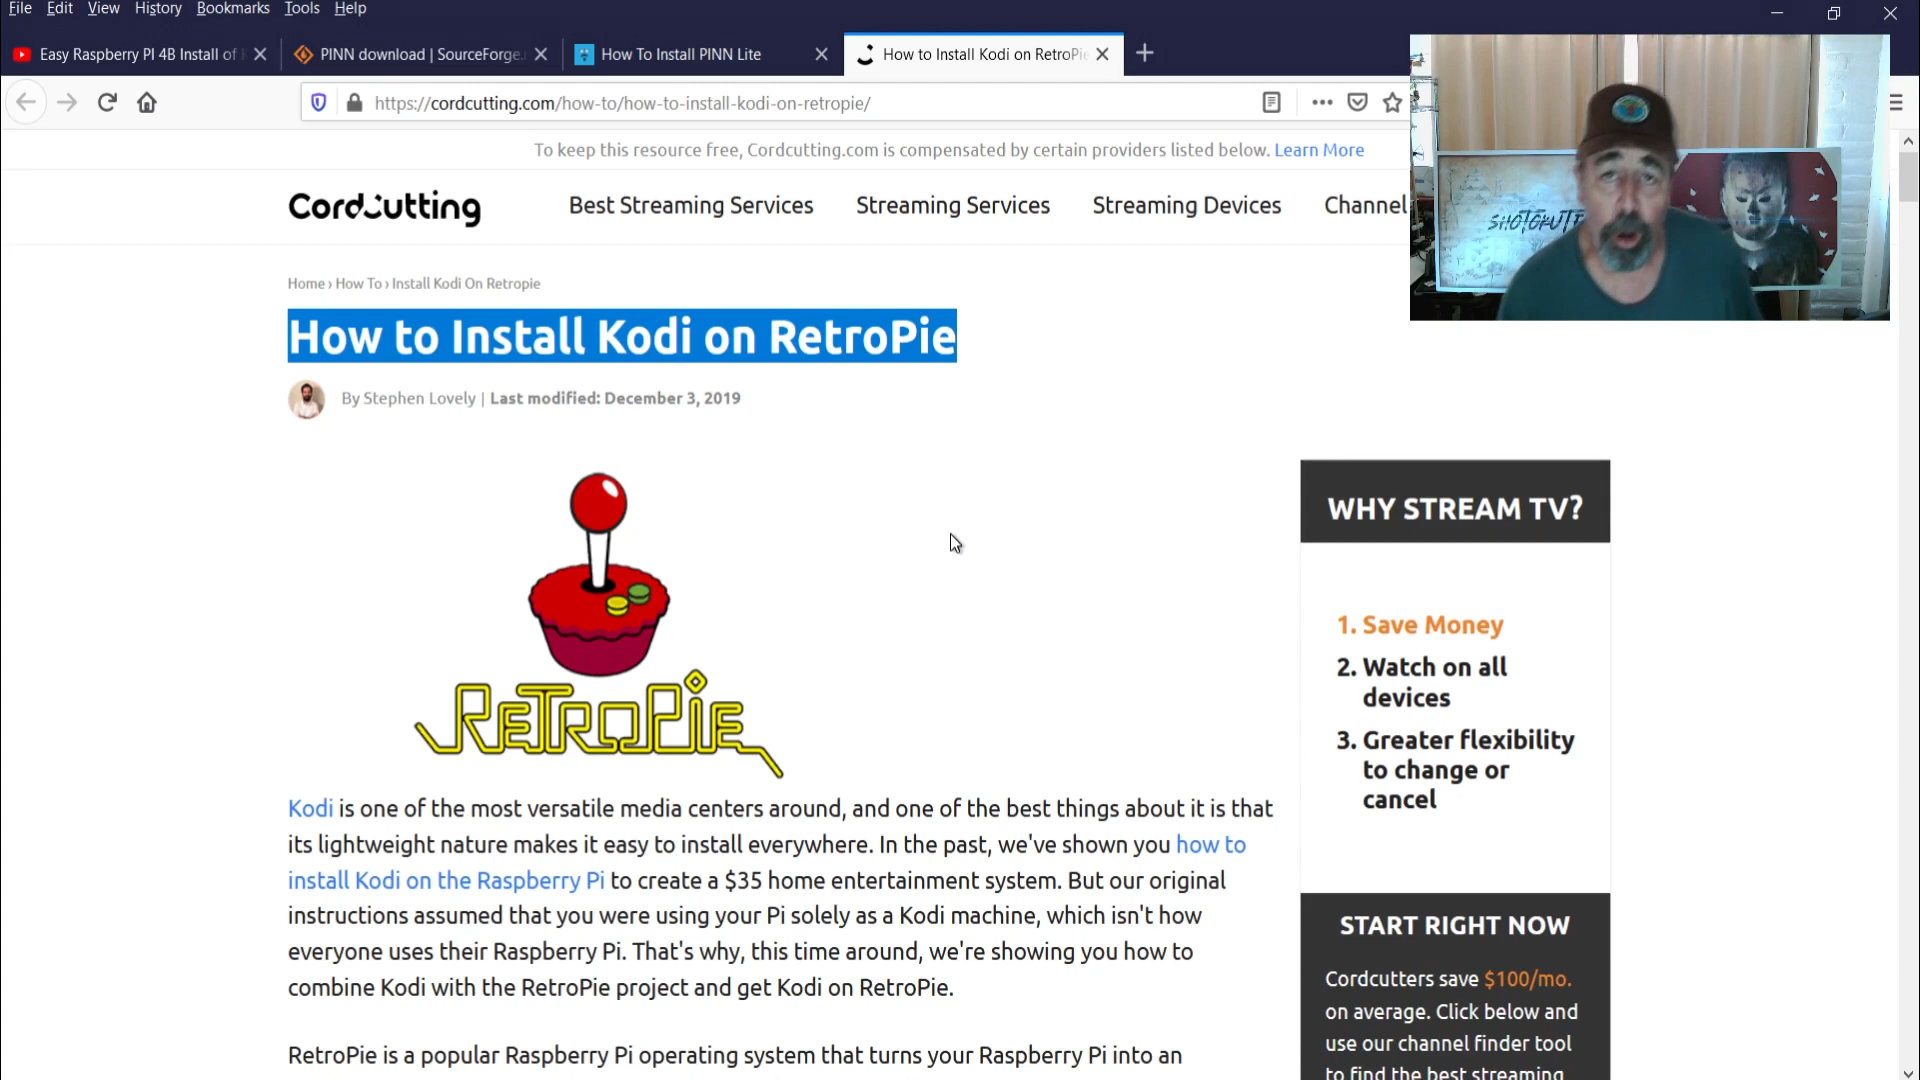 File Edit View History Bookmarks Tools Help
Easy Raspberry PI 4B Install of
PINN download | SourceForge.
How To Install PINN Lite
How to Install Kodi on RetroPie
https://cordcutting.com/how-to/how-to-install-kodi-on-retropie/
To keep this resource free, Cordcutting.com is compensated by certain providers listed below. Learn More
Cordcutting
Best Streaming Services Streaming Services Streaming Devices Channel
Home › How To › Install Kodi On Retropie
How to Install Kodi on RetroPie
By Stephen Lovely | Last modified: December 3, 2019
RETROPIE
Kodi is one of the most versatile media centers around, and one of the best things about it is that
its lightweight nature makes it easy to install everywhere. In the past, we've shown you how to
install Kodi on the Raspberry Pi to create a $35 home entertainment system. But our original
instructions assumed that you were using your Pi solely as a Kodi machine, which isn't how
everyone uses their Raspberry Pi. That's why, this time around, we're showing you how to
combine Kodi with the RetroPie project and get Kodi on RetroPie.
RetroPie is a popular Raspberry Pi operating system that turns your Raspberry Pi into an
WHY STREAM TV?
1. Save Money
2. Watch on all
devices
3. Greater flexibility
to change or
cancel
START RIGHT NOW
Cordcutters save $100/mo.
on average. Click below and
use our channel finder tool
to find the best streaming